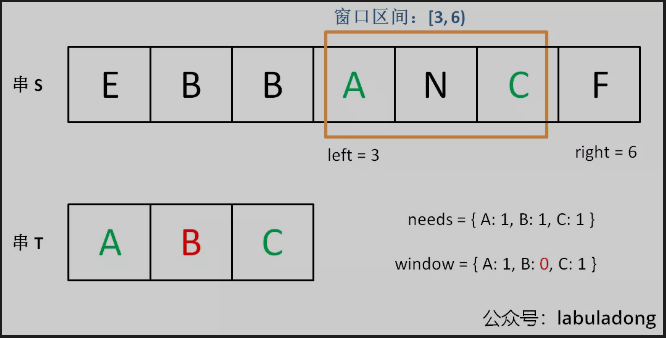 窗口区间：[3, 6)
串 S E B B A N C F
left = 3 right = 6
串 T A B C
needs = { A: 1, B: 1, C: 1 }
window = { A: 1, B: 0, C: 1 }
公众号：labuladong